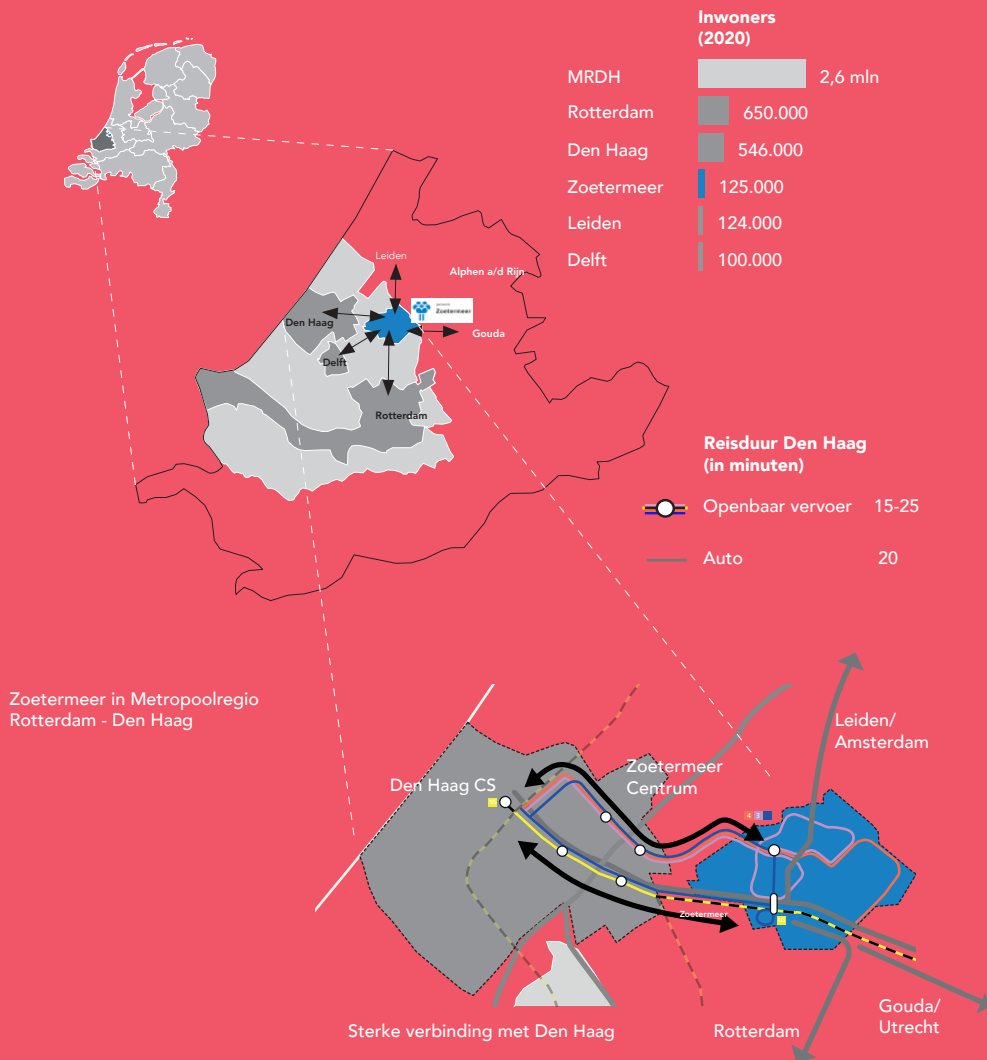 Inwoners
(2020)
MRDH 2,6 mln
Rotterdam 650.000
Den Haag 546.000
Zoetermeer 125.000
Leiden 124.000
Delft 100.000
Leiden
Alphen a/d Rijn
gemeente
Zoetermeer
Den Haag
Gouda
Delft
Rotterdam
Reisduur Den Haag
(in minuten)
Openbaar vervoer 15-25
Auto 20
Zoetermeer in Metropoolregio
Rotterdam - Den Haag
Leiden/
Amsterdam
Zoetermeer
Centrum
Den Haag CS
4 3
Zoetermeer
Gouda/
Utrecht
Sterke verbinding met Den Haag
Rotterdam